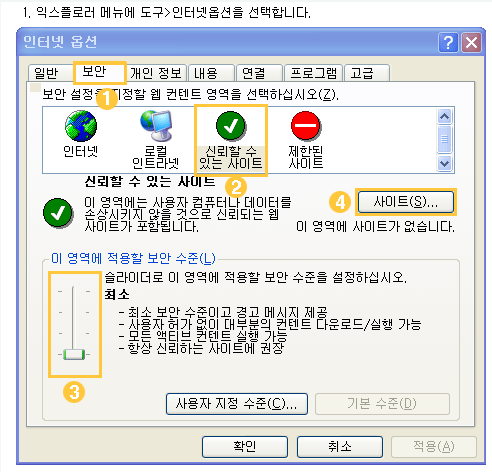 1. 익스플로러 메뉴에 도구>인터넷옵션을 선택합니다.
인터넷 옵션
일반 보안 개인 정보 내용 연결 프로그램 고급
1
보안 설정을 지정할 웹 컨텐트 영역을 선택하십시오(Z).
인터넷
로컬
인트라넷
신뢰할 수
있는 사이트
제한된
사이트
2
신뢰할 수 있는 사이트
이 영역에는 사용자 컴퓨터나 데이터를
손상시키지 않을 것으로 신뢰되는 웹
사이트가 포함됩니다.
4 사이트(S)...
이 영역에 사이트가 없습니다.
이 영역에 적용할 보안 수준(L)
슬라이더로 이 영역에 적용할 보안 수준을 설정하십시오.
최소
- 최소 보안 수준이고 경고 메시지 제공
- 사용자 허가 없이 대부분의 컨텐트 다운로드/실행 가능
- 모든 액티브 컨텐트 실행 가능
- 항상 신뢰하는 사이트에 권장
3
사용자 지정 수준(C)... 기본 수준(D)
확인 취소 적용(A)